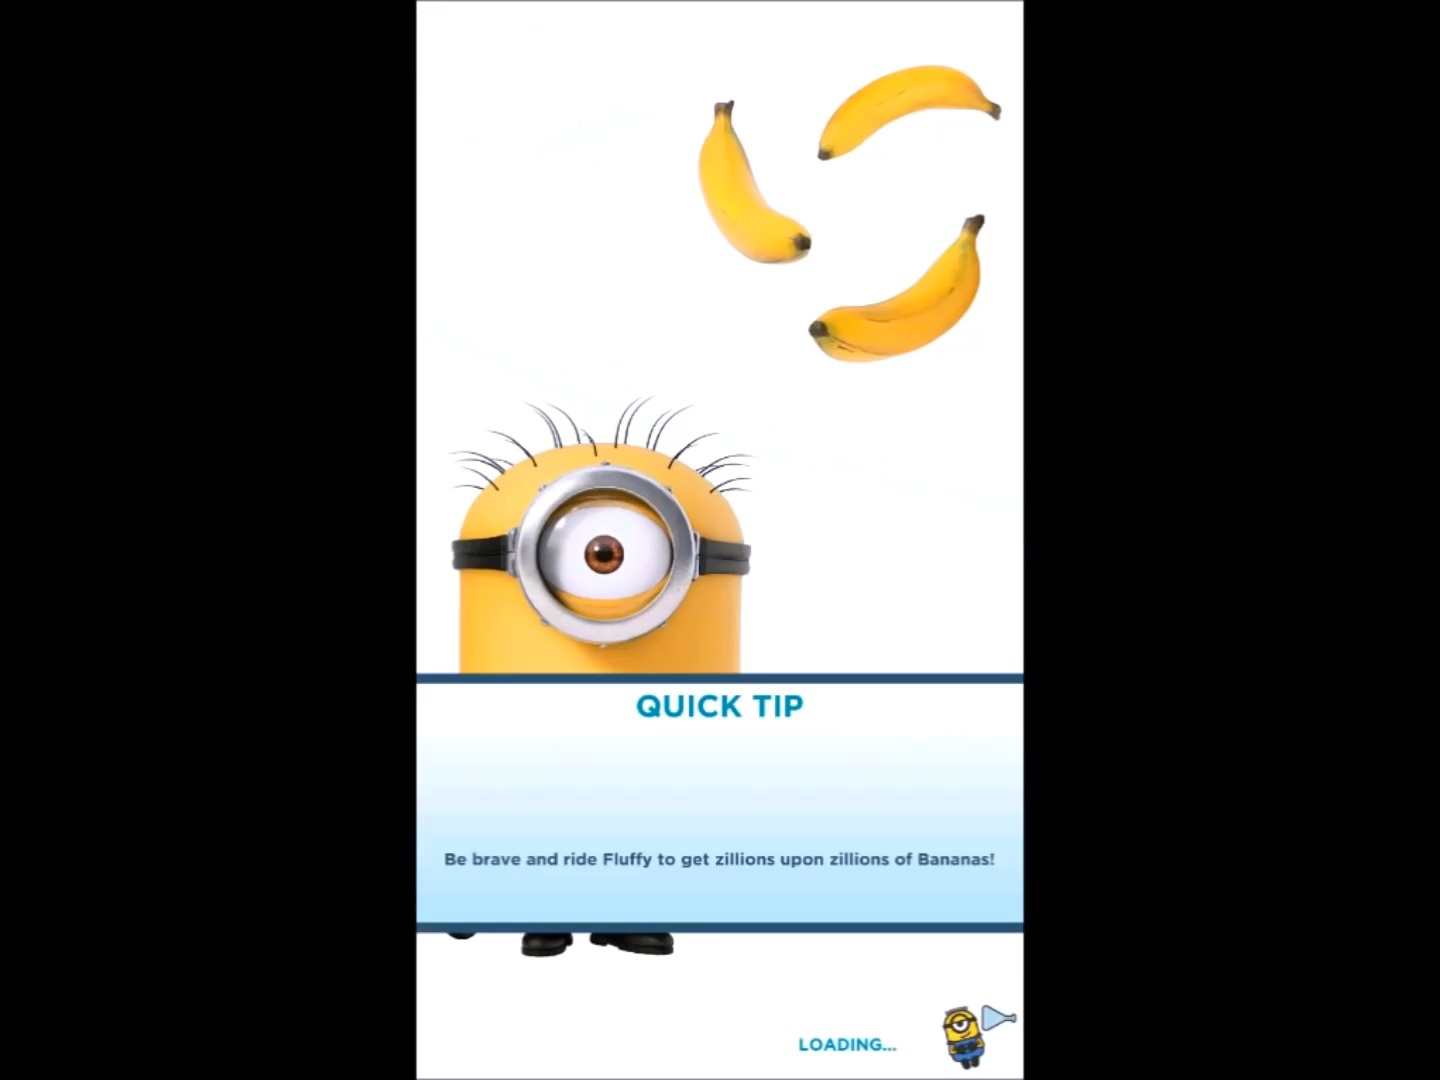 QUICK TIP
Be brave and ride Fluffy to get zillions upon zillions of Bananas!
LOADING...